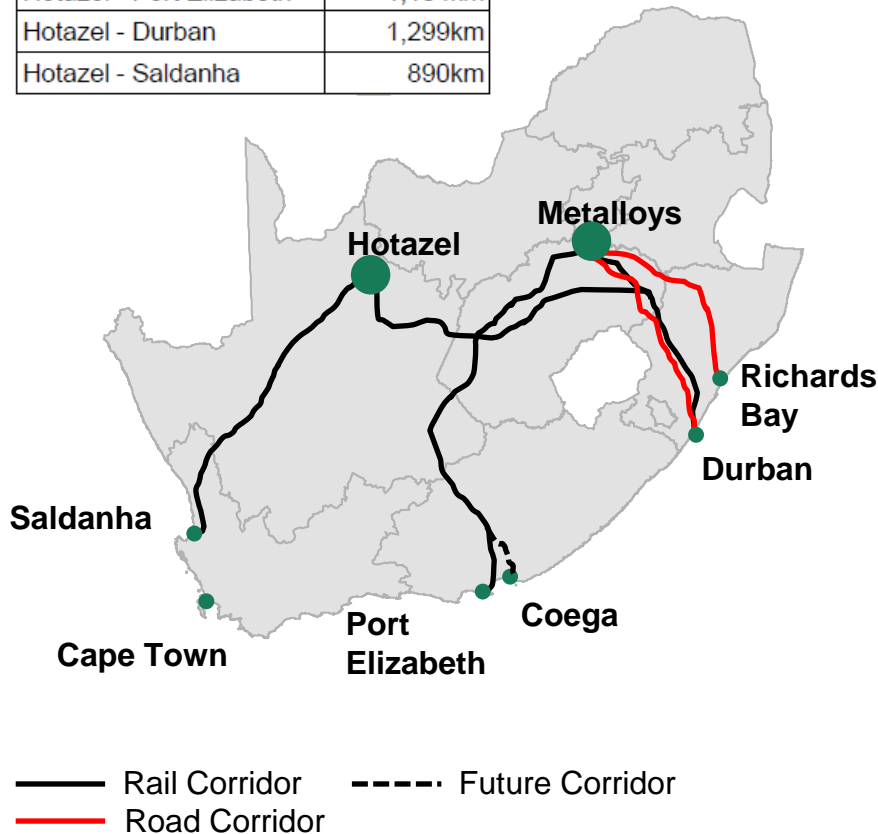 Hotazel - Durban 1,299km
Hotazel - Saldanha 890km
Metalloys
Hotazel
Richards
Bay
Durban
Saldanha
Coega
Port
Elizabeth
Cape Town
Rail Corridor Future Corridor
Road Corridor